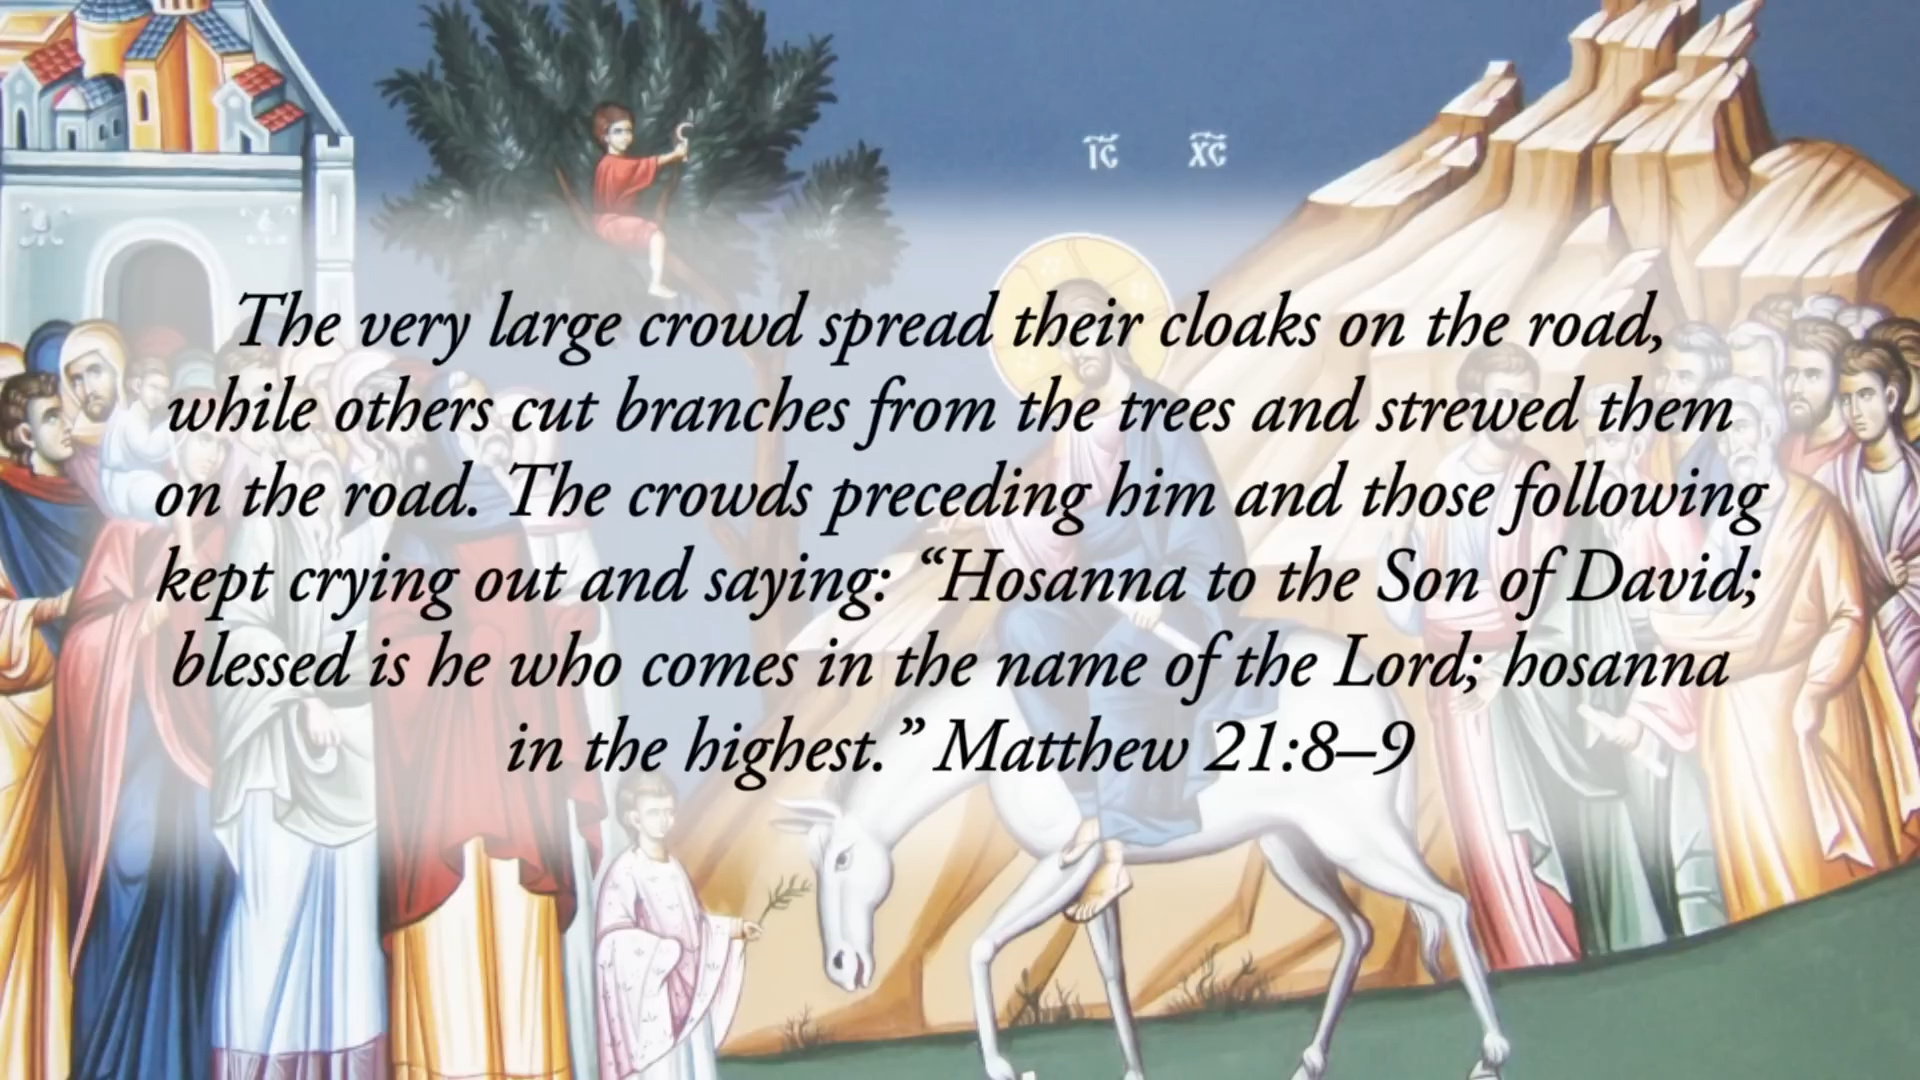 IC XC
The very large crowd spread their cloaks on the road,
while others cut branches from the trees and strewed them
on the road. The crowds preceding him and those following
kept crying out and saying: “Hosanna to the Son of David;
blessed is he who comes in the name of the Lord; hosanna
in the highest.” Matthew 21:8–9